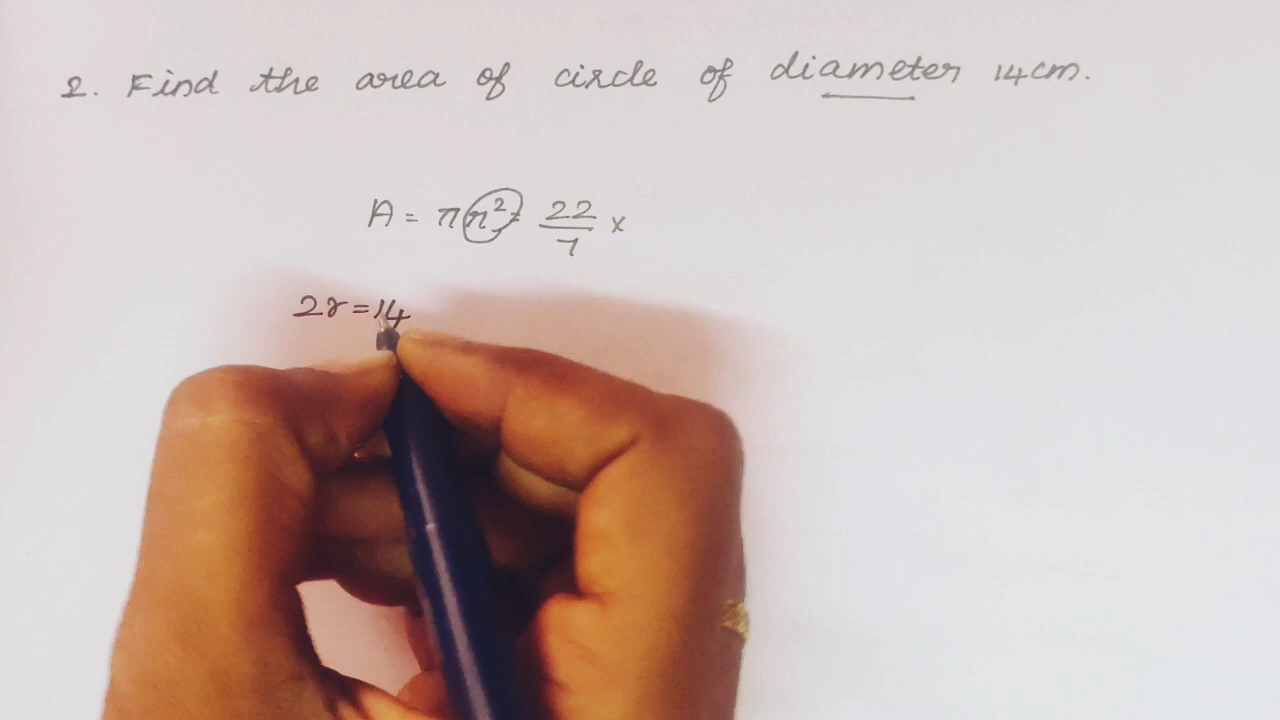 2. Find the area of circle of diameter 14cm.
A = πr² = 22/7 ×
2r = 14